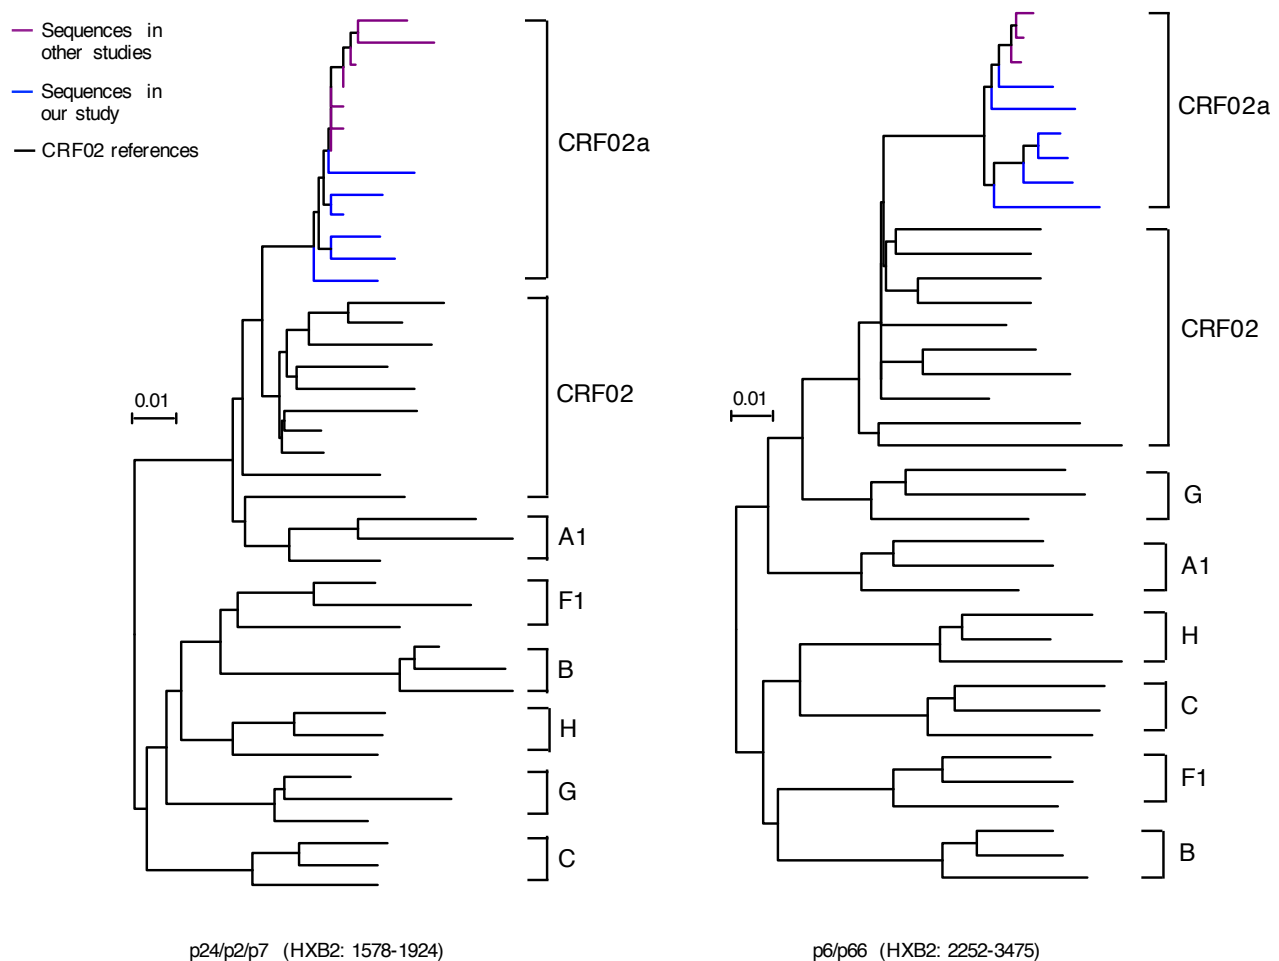 Sequences in
other studies
Sequences in
our study
CRF02 references
0.01
CRF02a
CRF02
A1
F1
B
H
G
C
p24/p2/p7 (HXB2: 1578-1924)
0.01
CRF02a
CRF02
G
A1
H
C
F1
B
p6/p66 (HXB2: 2252-3475)